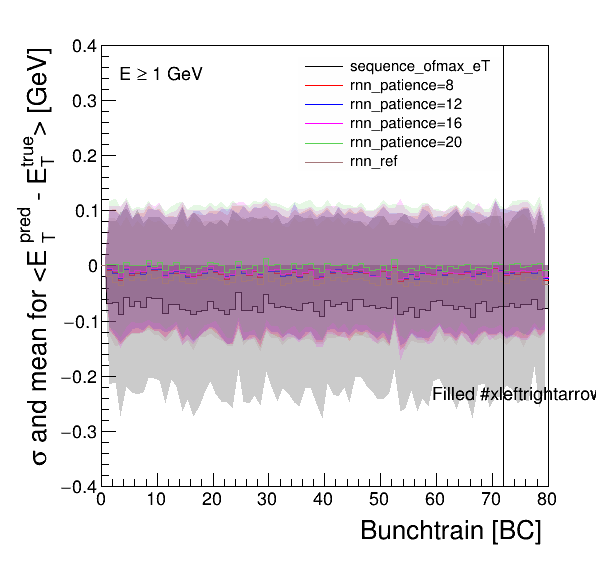 0.4
0.3
0.2
0.1
0
−0.1
−0.2
−0.3
−0.4
σ and mean for <E_T^pred - E_T^true> [GeV]
E ≥ 1 GeV
sequence_ofmax_eT
rnn_patience=8
rnn_patience=12
rnn_patience=16
rnn_patience=20
rnn_ref
Filled #xleftrightarrow
0 10 20 30 40 50 60 70 80
Bunchtrain [BC]